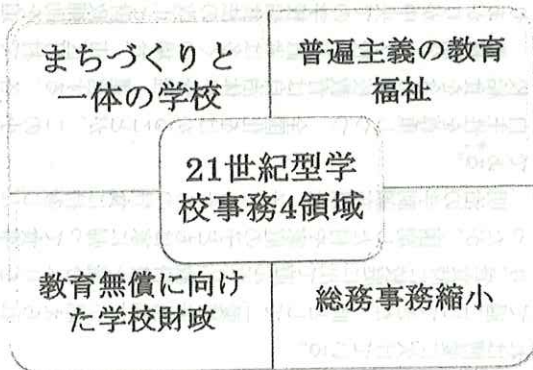 まちづくりと
一体の学校
普遍主義の教育
福祉
21世紀型学
校事務4領域
教育無償に向け
た学校財政
総務事務縮小